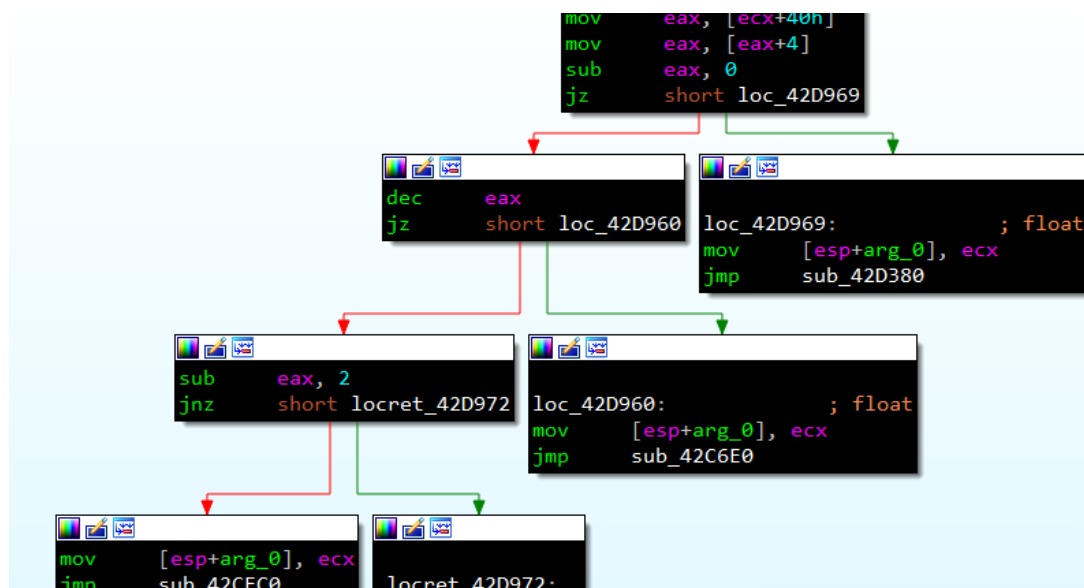 mov eax, [ecx+40h]
mov eax, [eax+4]
sub eax, 0
jz short loc_42D969
dec eax
jz short loc_42D960
loc_42D969: ; float
mov [esp+arg_0], ecx
jmp sub_42D380
sub eax, 2
jnz short locret_42D972
loc_42D960: ; float
mov [esp+arg_0], ecx
jmp sub_42C6E0
mov [esp+arg_0], ecx
jmp sub_42CEC0
locret_42D972: